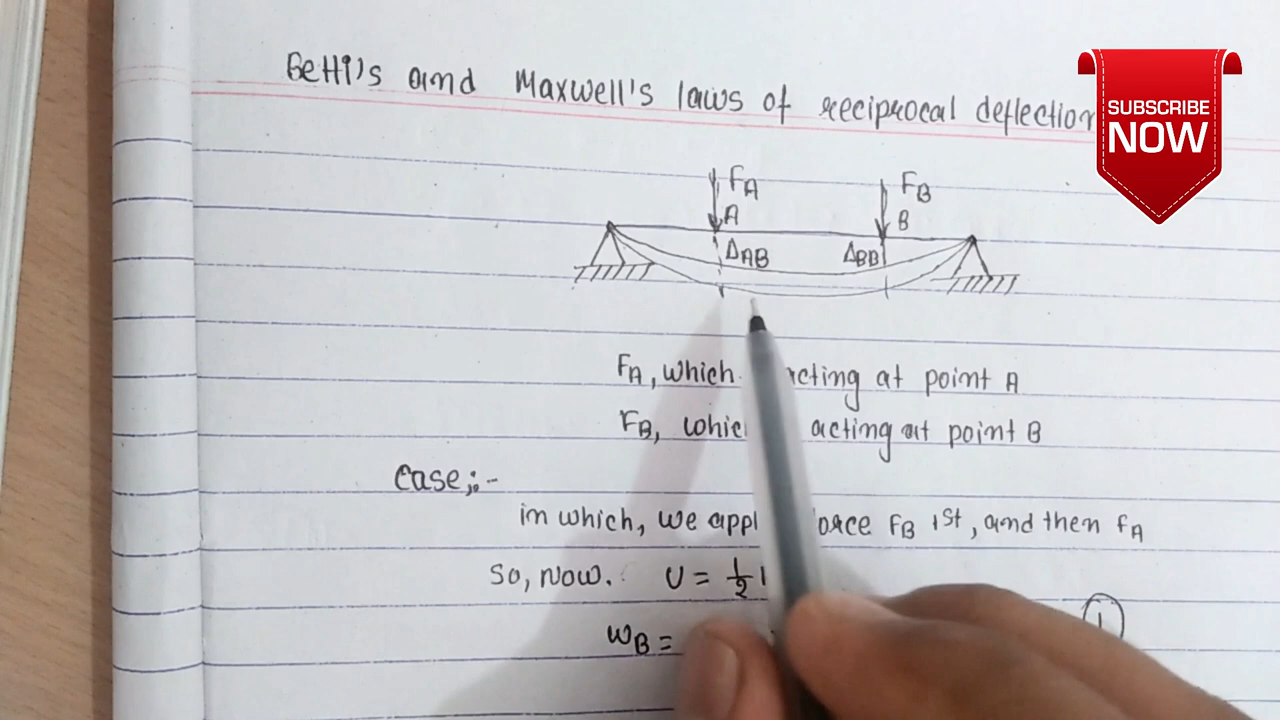 Betti's and Maxwell's laws of reciprocal deflection
SUBSCRIBE
NOW
FA
FB
A
B
ΔAB
ΔBB
FA, which acting at point A
FB, which acting at point B
Case;:-
in which, we appl force FB 1st, and then FA
So, Now. U = 1/2
WB =
1